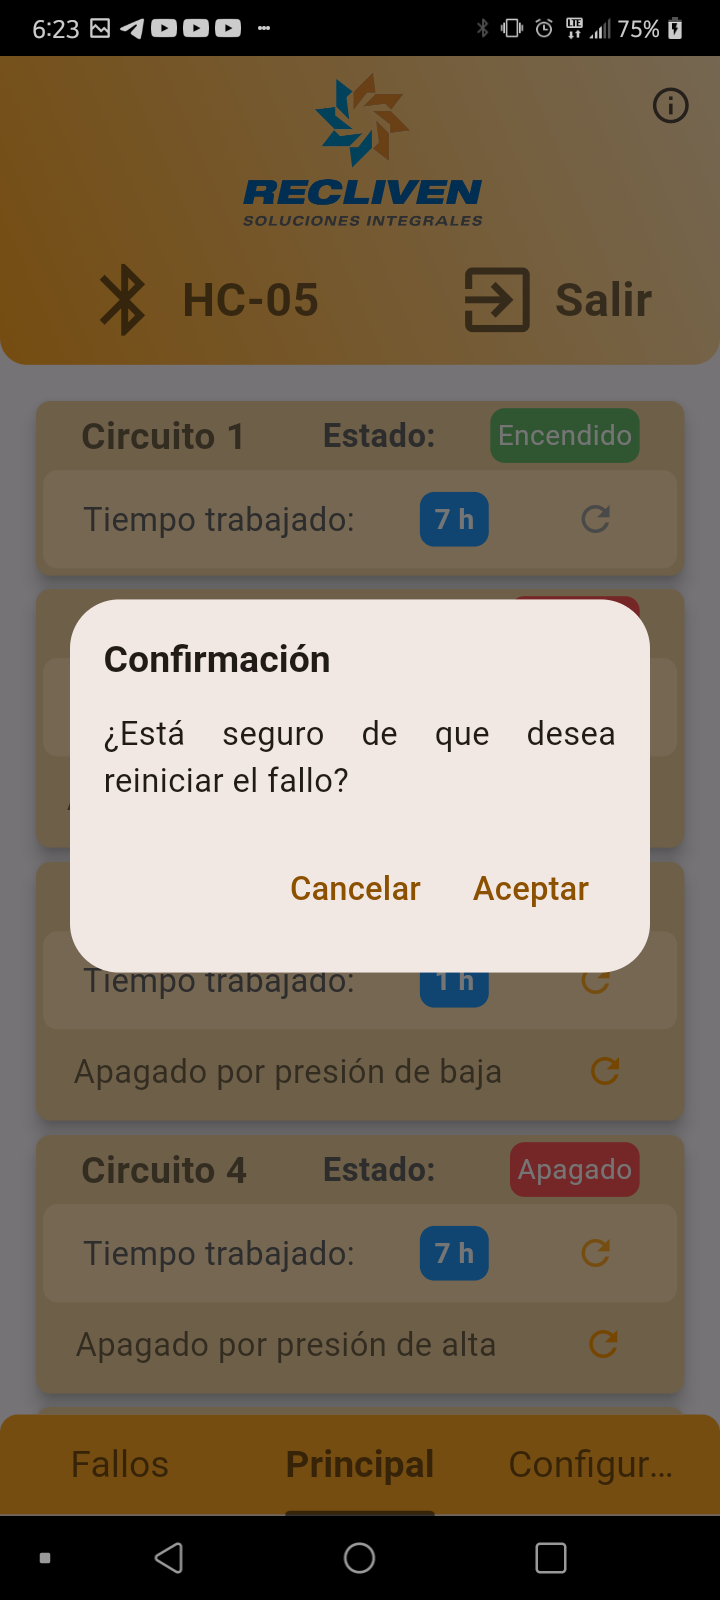 6:23 75%
RECLIVEN
SOLUCIONES INTEGRALES
HC-05 Salir
Circuito 1 Estado: Encendido
Tiempo trabajado: 7 h
Confirmación
¿Está seguro de que desea
reiniciar el fallo?
Cancelar Aceptar
Tiempo trabajado: 1 h
Apagado por presión de baja
Circuito 4 Estado: Apagado
Tiempo trabajado: 7 h
Apagado por presión de alta
Fallos Principal Configur...